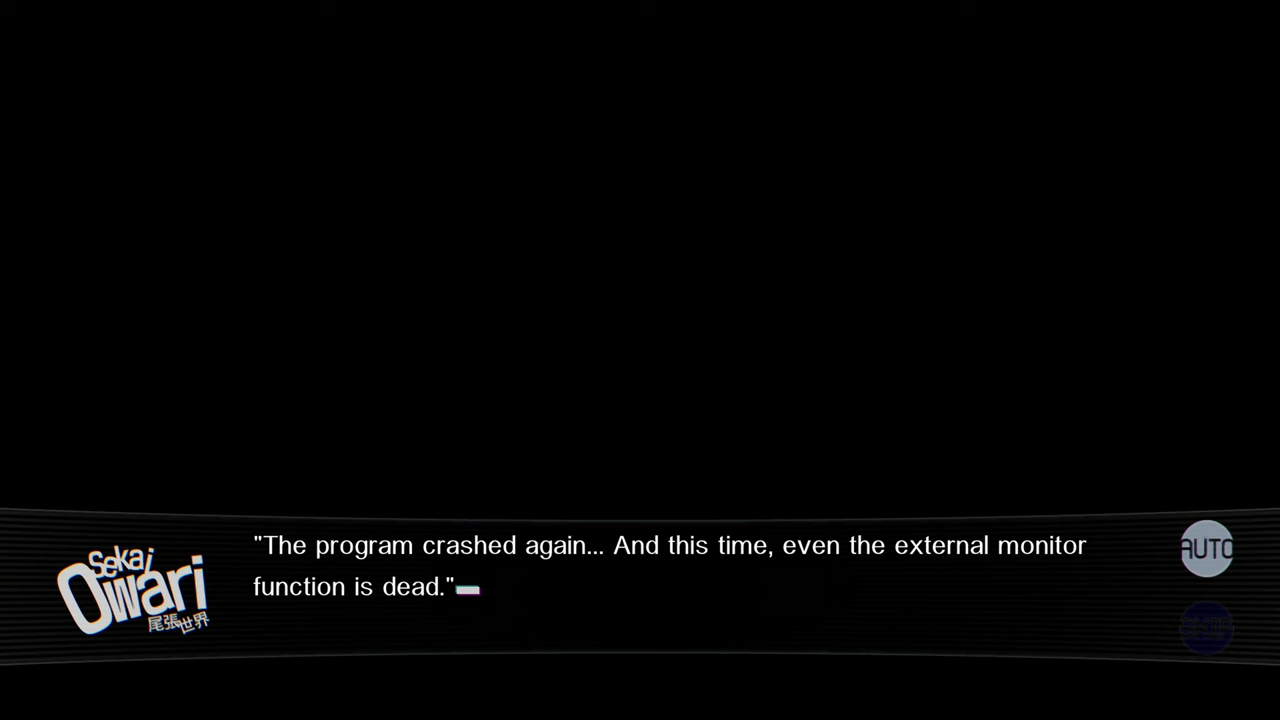 "The program crashed again... And this time, even the external monitor
function is dead."
Sekai
Owari
尾張世界
AUTO
SKIP